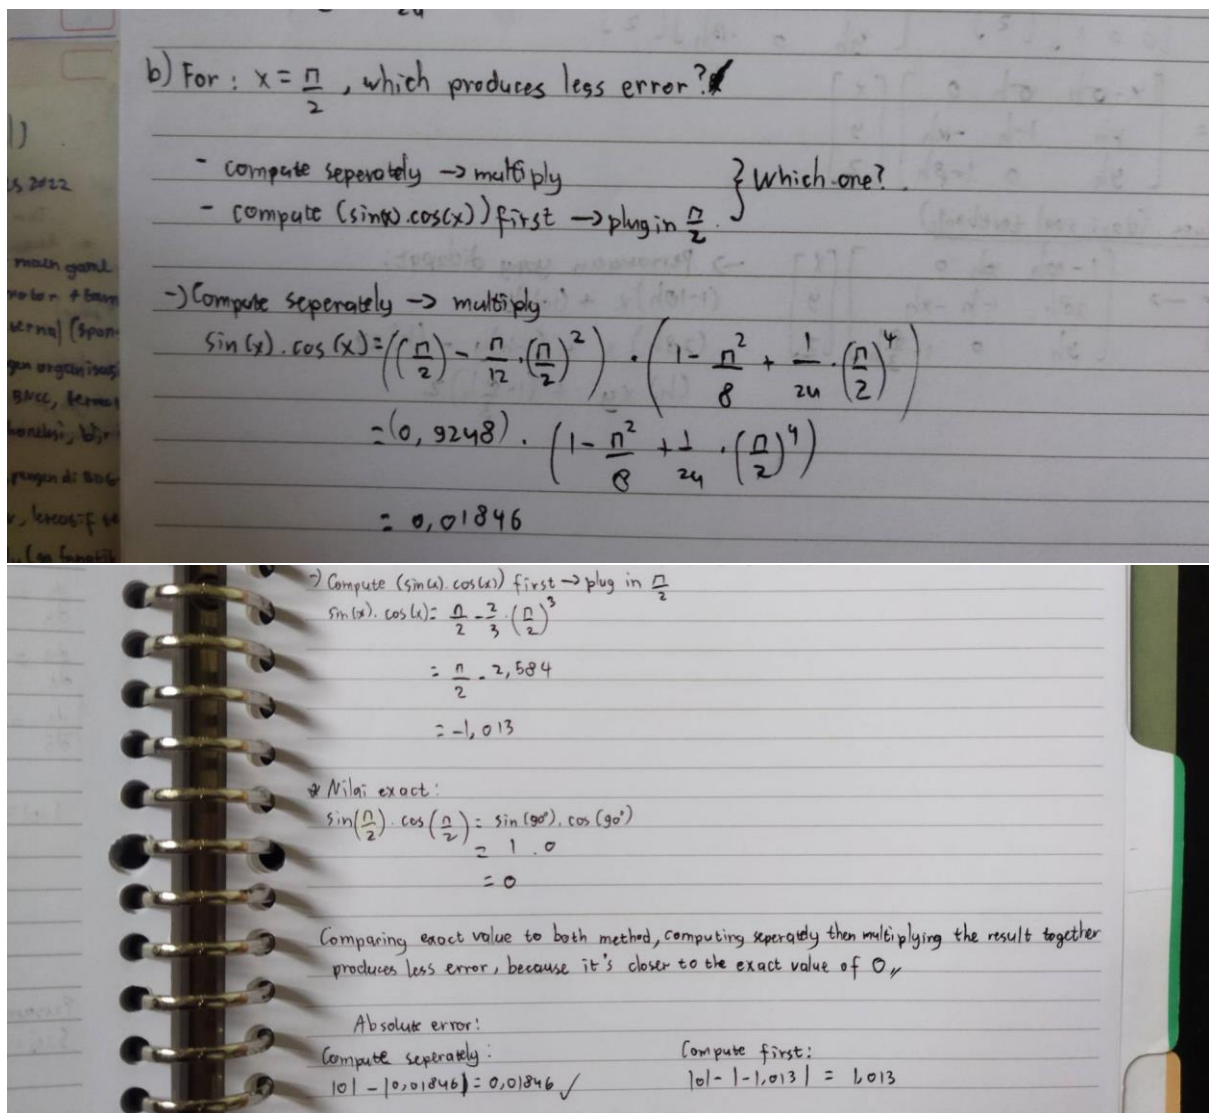 24
b) For : x = π/2 , which produces less error?
- compute seperately → multiply
- compute (sin(x).cos(x)) first → plug in π/2.
} Which one?.
-) Compute seperately → multiply:
sin(x).cos(x) = ((π/2) - π/12 . (π/2)^2) . (1 - π^2/8 + 1/24 . (π/2)^4)
= (0,9248) . (1 - π^2/8 + 1/24 . (π/2)^4)
= 0,01846
s 2022
main game
-) Compute (sin(x).cos(x)) first → plug in π/2
sin(x).cos(x) = π/2 - 2/3 . (π/2)^3
= π/2 - 2,584
= -1,013
* Nilai exact:
sin(π/2) . cos(π/2) = sin(90°). cos(90°)
= 1 . 0
= 0
Comparing exact value to both method, computing seperately then multiplying the result together
produces less error, because it's closer to the exact value of 0,,
Absolute error:
Compute seperately :
|0| - |0,01846| = 0,01846 ✓
Compute first:
|0| - |-1,013| = 1,013